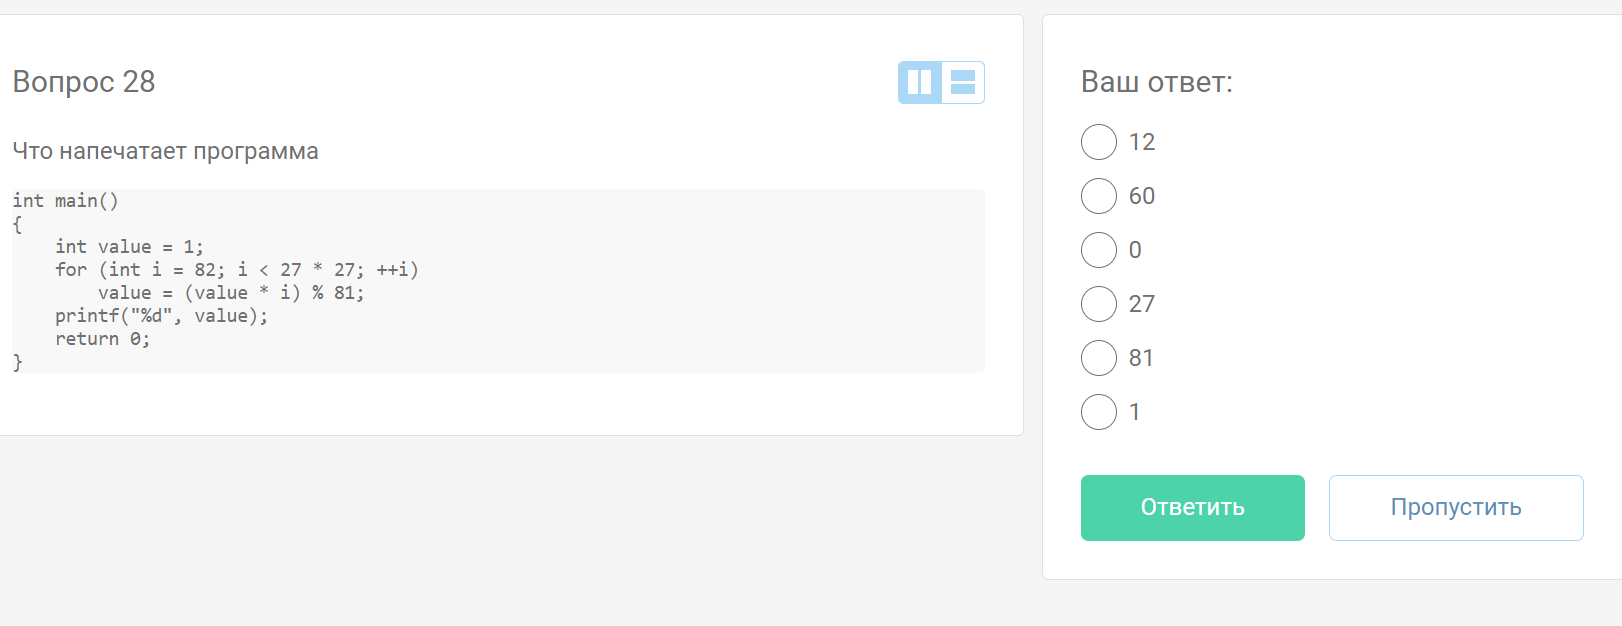 Вопрос 28
Что напечатает программа
int main()
{
    int value = 1;
    for (int i = 82; i < 27 * 27; ++i)
        value = (value * i) % 81;
    printf("%d", value);
    return 0;
}
Ваш ответ:
12
60
0
27
81
1
Ответить
Пропустить